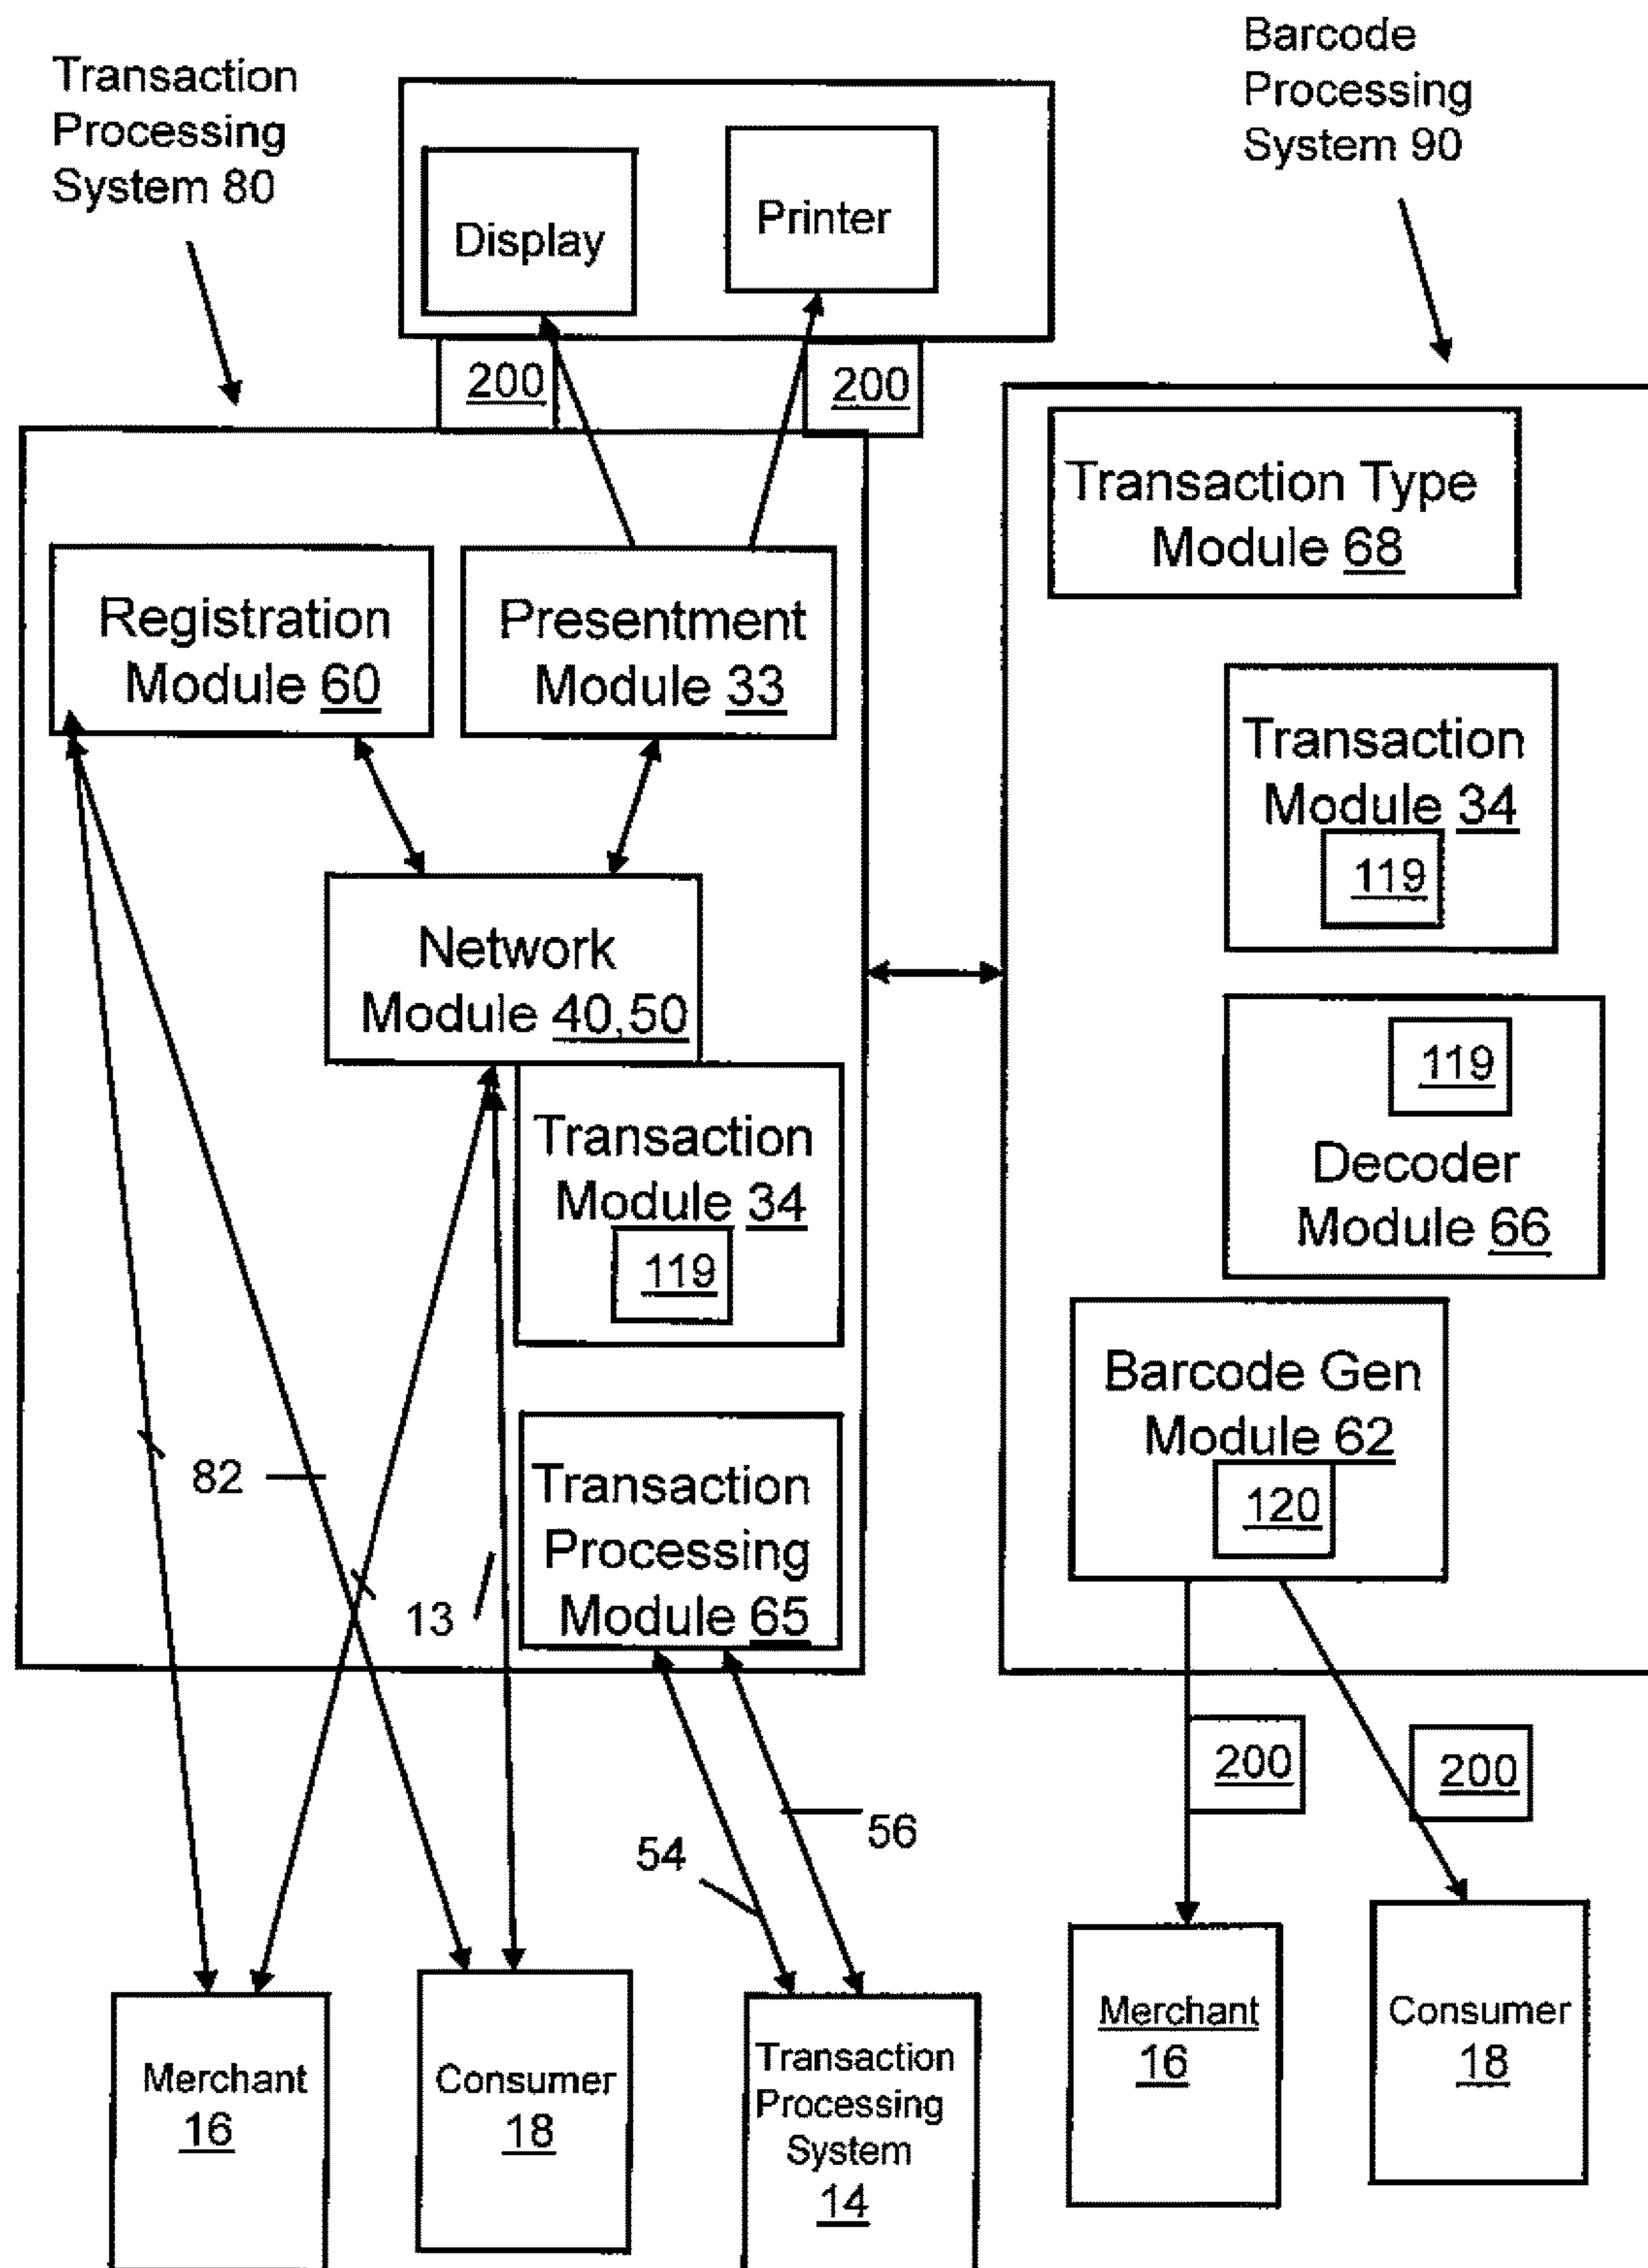 Transaction
Processing
System 80
Barcode
Processing
System 90
Display
Printer
200
200
Registration
Module 60
Presentment
Module 33
Network
Module 40,50
Transaction
Module 34
119
Transaction
Processing
Module 65
82
13
54
56
Transaction Type
Module 68
Transaction
Module 34
119
119
Decoder
Module 66
Barcode Gen
Module 62
120
200
200
Merchant
16
Consumer
18
Transaction
Processing
System
14
Merchant
16
Consumer
18